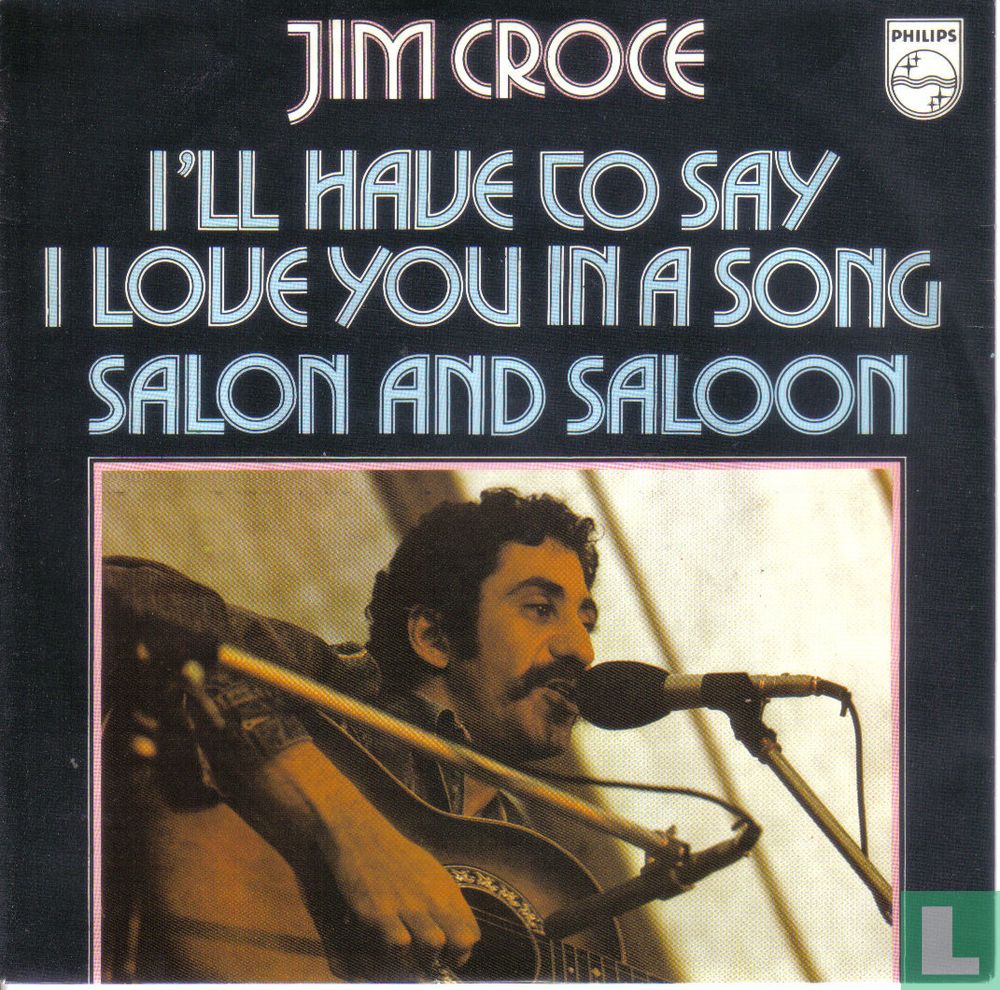 JIM CROCE
PHILIPS
I'LL HAVE TO SAY
I LOVE YOU IN A SONG
SALON AND SALOON
L